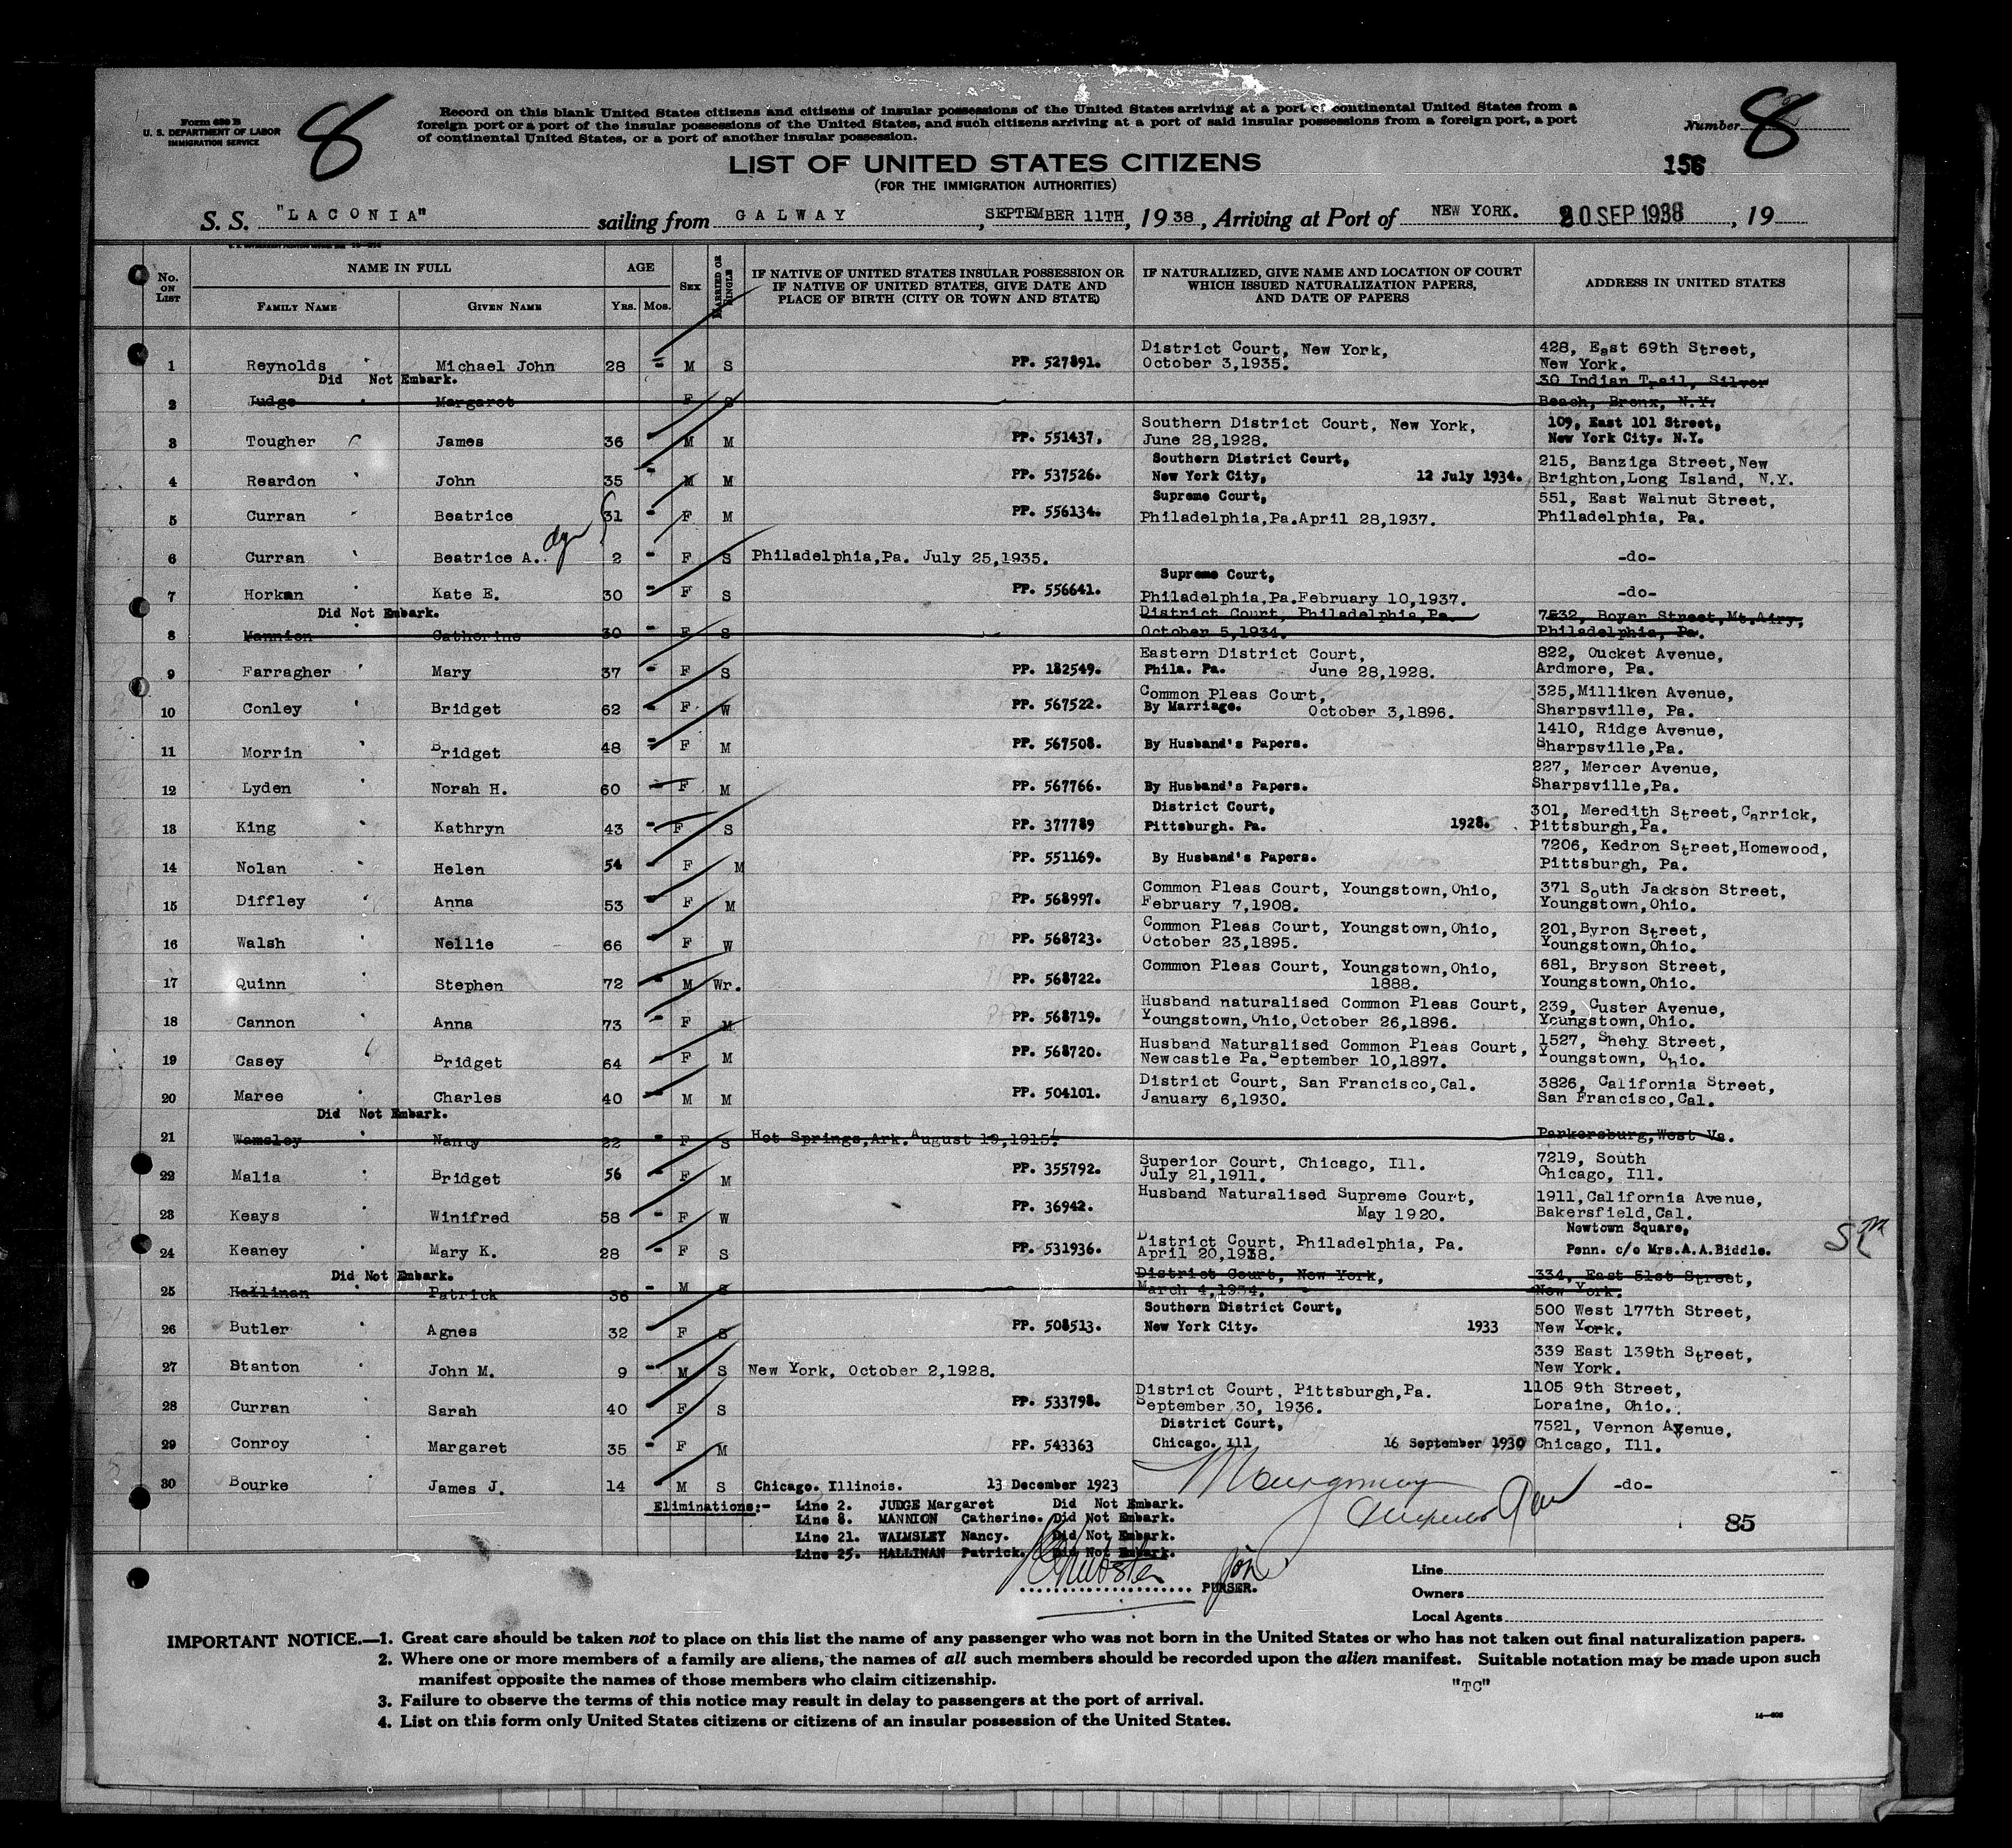 Form 630 B
U. S. DEPARTMENT OF LABOR
IMMIGRATION SERVICE
8
Record on this blank United States citizens and citizens of insular possessions of the United States arriving at a port of continental United States from a
foreign port or a port of the insular possessions of the United States, and such citizens arriving at a port of said insular possessions from a foreign port, a port
of continental United States, or a port of another insular possession.
Number 8
LIST OF UNITED STATES CITIZENS
(FOR THE IMMIGRATION AUTHORITIES)
156
S. S. "LACONIA" sailing from GALWAY, SEPTEMBER 11TH, 1938, Arriving at Port of NEW YORK. 20 SEP 1938, 19
No. ON LIST
NAME IN FULL
FAMILY NAME
GIVEN NAME
AGE
YRS. MOS.
SEX
MARRIED OR SINGLE
IF NATIVE OF UNITED STATES INSULAR POSSESSION OR
IF NATIVE OF UNITED STATES, GIVE DATE AND
PLACE OF BIRTH (CITY OR TOWN AND STATE)
IF NATURALIZED, GIVE NAME AND LOCATION OF COURT
WHICH ISSUED NATURALIZATION PAPERS,
AND DATE OF PAPERS
ADDRESS IN UNITED STATES
1 Reynolds Michael John 28 - M S PP. 527891. District Court, New York, October 3,1935. 428, East 69th Street, New York.
Did Not Embark.
2 Judge Margaret F S 30 Indian Trail, Silver Beach, Bronx, N.Y.
3 Tougher James 36 - M M PP. 551437. Southern District Court, New York, June 28,1928. 109, East 101 Street, New York City. N.Y.
4 Reardon John 35 - M M PP. 537526. Southern District Court, New York City, 12 July 1934. 215, Banziga Street,New Brighton,Long Island, N.Y.
5 Curran Beatrice 31 - F M PP. 556134. Supreme Court, Philadelphia,Pa.April 28,1937. 551, East Walnut Street, Philadelphia, Pa.
6 Curran Beatrice A. 2 - F S Philadelphia,Pa. July 25,1935. -do-
7 Horkan Kate E. 30 - F S PP. 556641. Supreme Court, Philadelphia,Pa.February 10,1937. -do-
Did Not Embark.
8 Mannion Catherine 30 - F S District Court, Philadelphia,Pa. October 5,1934. 7532, Boyer Street,Mt.Airy, Philadelphia, Pa.
9 Farragher Mary 37 - F S PP. 182549. Eastern District Court, Phila. Pa. June 28,1928. 822, Oucket Avenue, Ardmore, Pa.
10 Conley Bridget 62 - F W PP. 567522. Common Pleas Court, By Marriage. October 3,1896. 325,Milliken Avenue, Sharpsville, Pa.
11 Morrin Bridget 48 - F M PP. 567508. By Husband's Papers. 1410, Ridge Avenue, Sharpsville,Pa.
12 Lyden Norah H. 60 - F M PP. 567766. By Husband's Papers. 227, Mercer Avenue, Sharpsville,Pa.
13 King Kathryn 43 - F S PP. 377789 District Court, Pittsburgh. Pa. 1928. 301, Meredith Street,Carrick, Pittsburgh,Pa.
14 Nolan Helen 54 - F M PP. 551169. By Husband's Papers. 7206, Kedron Street,Homewood, Pittsburgh, Pa.
15 Diffley Anna 53 - F M PP. 568997. Common Pleas Court, Youngstown,Ohio, February 7,1908. 371 South Jackson Street, Youngstown,Ohio.
16 Walsh Nellie 66 - F W PP. 568723. Common Pleas Court, Youngstown,Ohio, October 23,1895. 201,Byron Street, Youngstown,Ohio.
17 Quinn Stephen 72 - M Wr. PP. 568722. Common Pleas Court, Youngstown,Ohio, 1888. 681, Bryson Street, Youngstown,Ohio.
18 Cannon Anna 73 - F M PP. 568719. Husband naturalised Common Pleas Court, Youngstown,Ohio,October 26,1896. 239, Custer Avenue, Youngstown,Ohio.
19 Casey Bridget 64 - F M PP. 568720. Husband Naturalised Common Pleas Court, Newcastle Pa.September 10,1897. 1527, Shehy Street, Youngstown, Ohio.
20 Maree Charles 40 - M M PP. 504101. District Court, San Francisco,Cal. January 6,1930. 3826, California Street, San Francisco,Cal.
Did Not Embark.
21 Wamsley Nancy 22 - F S Hot Springs,Ark.August 19,1915. Parkersburg,West Va.
22 Malia Bridget 56 - F M PP. 355792. Superior Court, Chicago, Ill. July 21,1911. 7219, South Chicago, Ill.
23 Keays Winifred 58 - F W PP. 36942. Husband Naturalised Supreme Court, May 1920. 1911,California Avenue, Bakersfield,Cal.
24 Keaney Mary K. 28 - F S PP. 531936. District Court, Philadelphia, Pa. April 20,1938. Newtown Square, Penn. c/o Mrs.A.A.Biddle.
Did Not Embark.
25 Hallinan Patrick 36 - M S District Court, New York, March 4,1934. 334, East 51st Street, New York.
26 Butler Agnes 32 - F S PP. 508513. Southern District Court, New York City. 1933 500 West 177th Street, New York.
27 Btanton John M. 9 - M S New York, October 2,1928. 339 East 139th Street, New York.
28 Curran Sarah 40 - F S PP. 533798. District Court, Pittsburgh,Pa. September 30, 1936. 1105 9th Street, Loraine, Ohio.
29 Conroy Margaret 35 - F M PP. 543363 District Court, Chicago. Ill 16 September 1930 7521, Vernon Avenue, Chicago, Ill.
30 Bourke James J. 14 - M S Chicago. Illinois. 13 December 1923 -do-
Eliminations:- Line 2. JUDGE Margaret Did Not Embark.
Line 8. MANNION Catherine. Did Not Embark.
Line 21. WALMSLEY Nancy. Did Not Embark.
Line 25. HALLINAN Patrick. Did Not Embark.
85
PURSER.
Line
Owners
Local Agents
IMPORTANT NOTICE.—1. Great care should be taken not to place on this list the name of any passenger who was not born in the United States or who has not taken out final naturalization papers.
2. Where one or more members of a family are aliens, the names of all such members should be recorded upon the alien manifest. Suitable notation may be made upon such
manifest opposite the names of those members who claim citizenship.
"TC"
3. Failure to observe the terms of this notice may result in delay to passengers at the port of arrival.
4. List on this form only United States citizens or citizens of an insular possession of the United States.